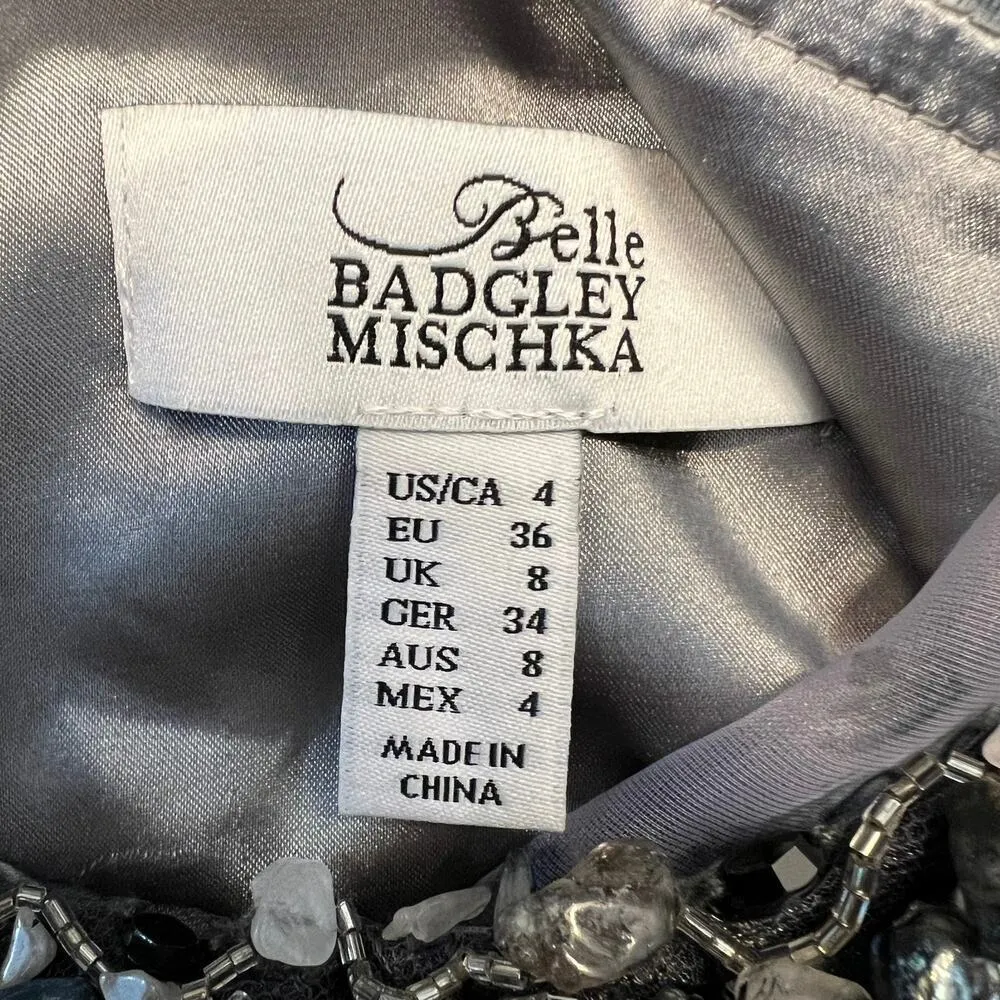 Belle
BADGLEY
MISCHKA
US/CA 4
EU 36
UK 8
GER 34
AUS 8
MEX 4
MADE IN
CHINA